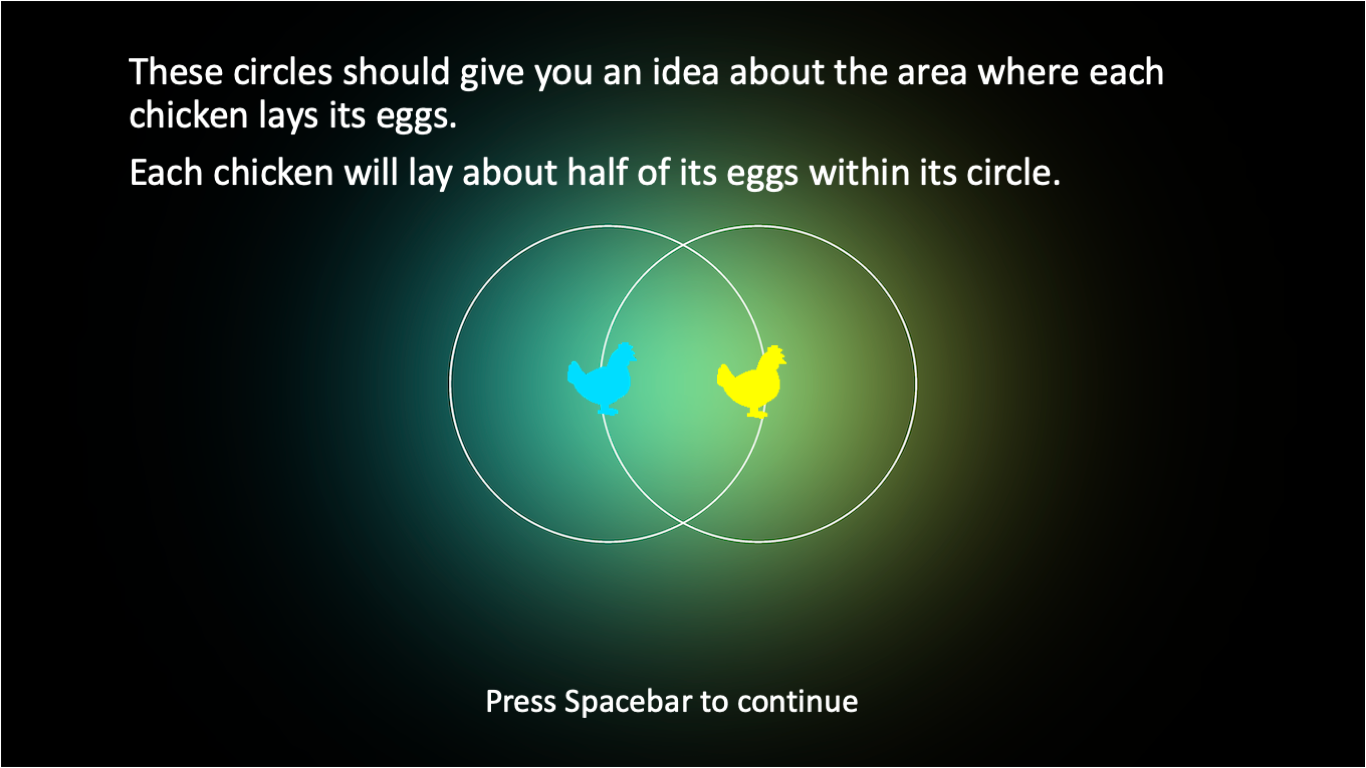 These circles should give you an idea about the area where each
chicken lays its eggs.
Each chicken will lay about half of its eggs within its circle.
Press Spacebar to continue